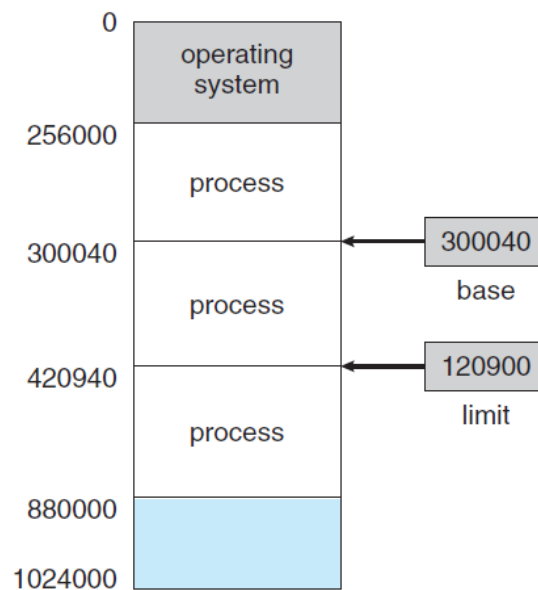 0
operating
system
256000
process
300040
300040
base
process
120900
420940
limit
process
880000
1024000